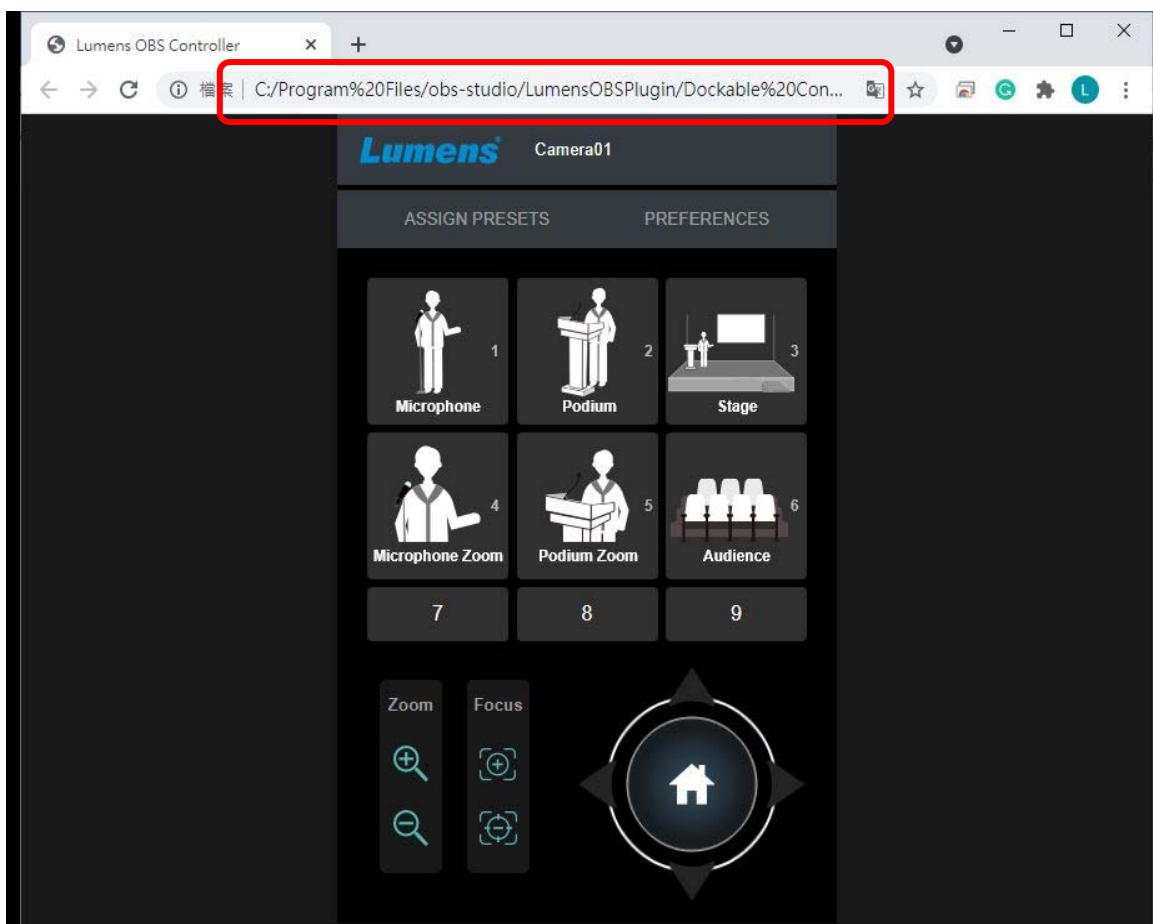 Lumens OBS Controller
檔案 C:/Program%20Files/obs-studio/LumensOBSPlugin/Dockable%20Con...
L
Lumens Camera01
ASSIGN PRESETS PREFERENCES
1 2 3
Microphone Podium Stage
4 5 6
Microphone Zoom Podium Zoom Audience
7 8 9
Zoom Focus